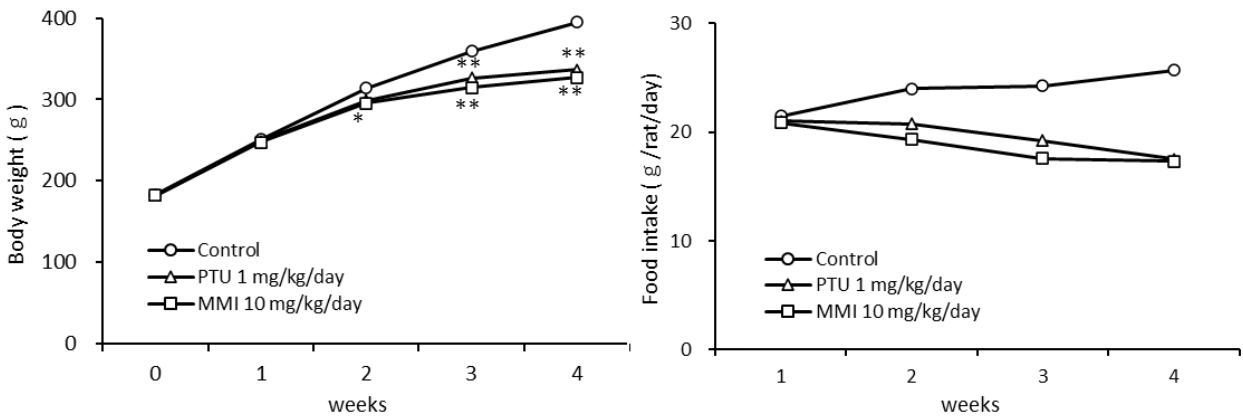 400
300
200
100
0
Body weight ( g )
**
**
*
**
**
Control
PTU 1 mg/kg/day
MMI 10 mg/kg/day
0 1 2 3 4
weeks
30
20
10
0
Food intake ( g /rat/day)
Control
PTU 1 mg/kg/day
MMI 10 mg/kg/day
1 2 3 4
weeks